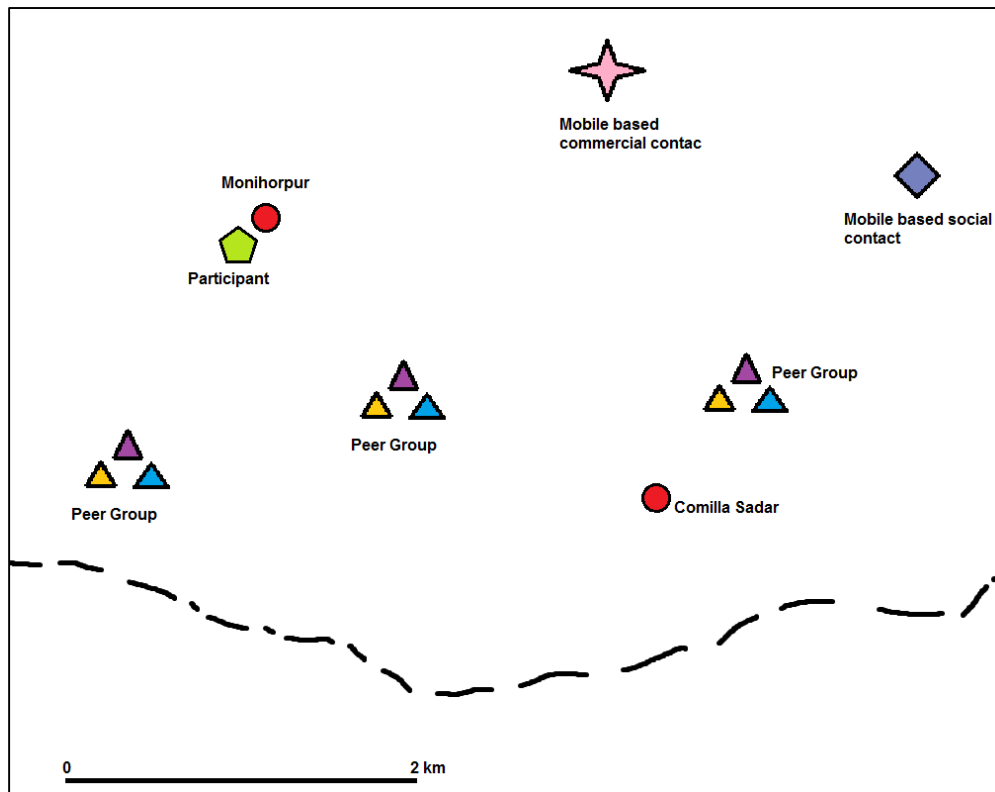 Mobile based
commercial contac
Monihorpur
Mobile based social
contact
Participant
Peer Group
Peer Group
Peer Group
Comilla Sadar
0 2 km